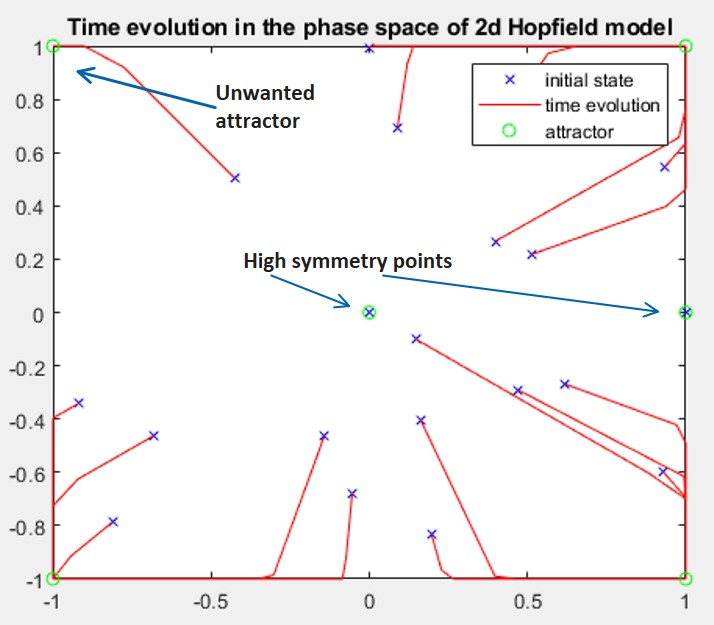 Time evolution in the phase space of 2d Hopfield model
1
0.8
0.6
0.4
0.2
0
-0.2
-0.4
-0.6
-0.8
-1
-1
-0.5
0
0.5
1
Unwanted
attractor
initial state
time evolution
attractor
High symmetry points